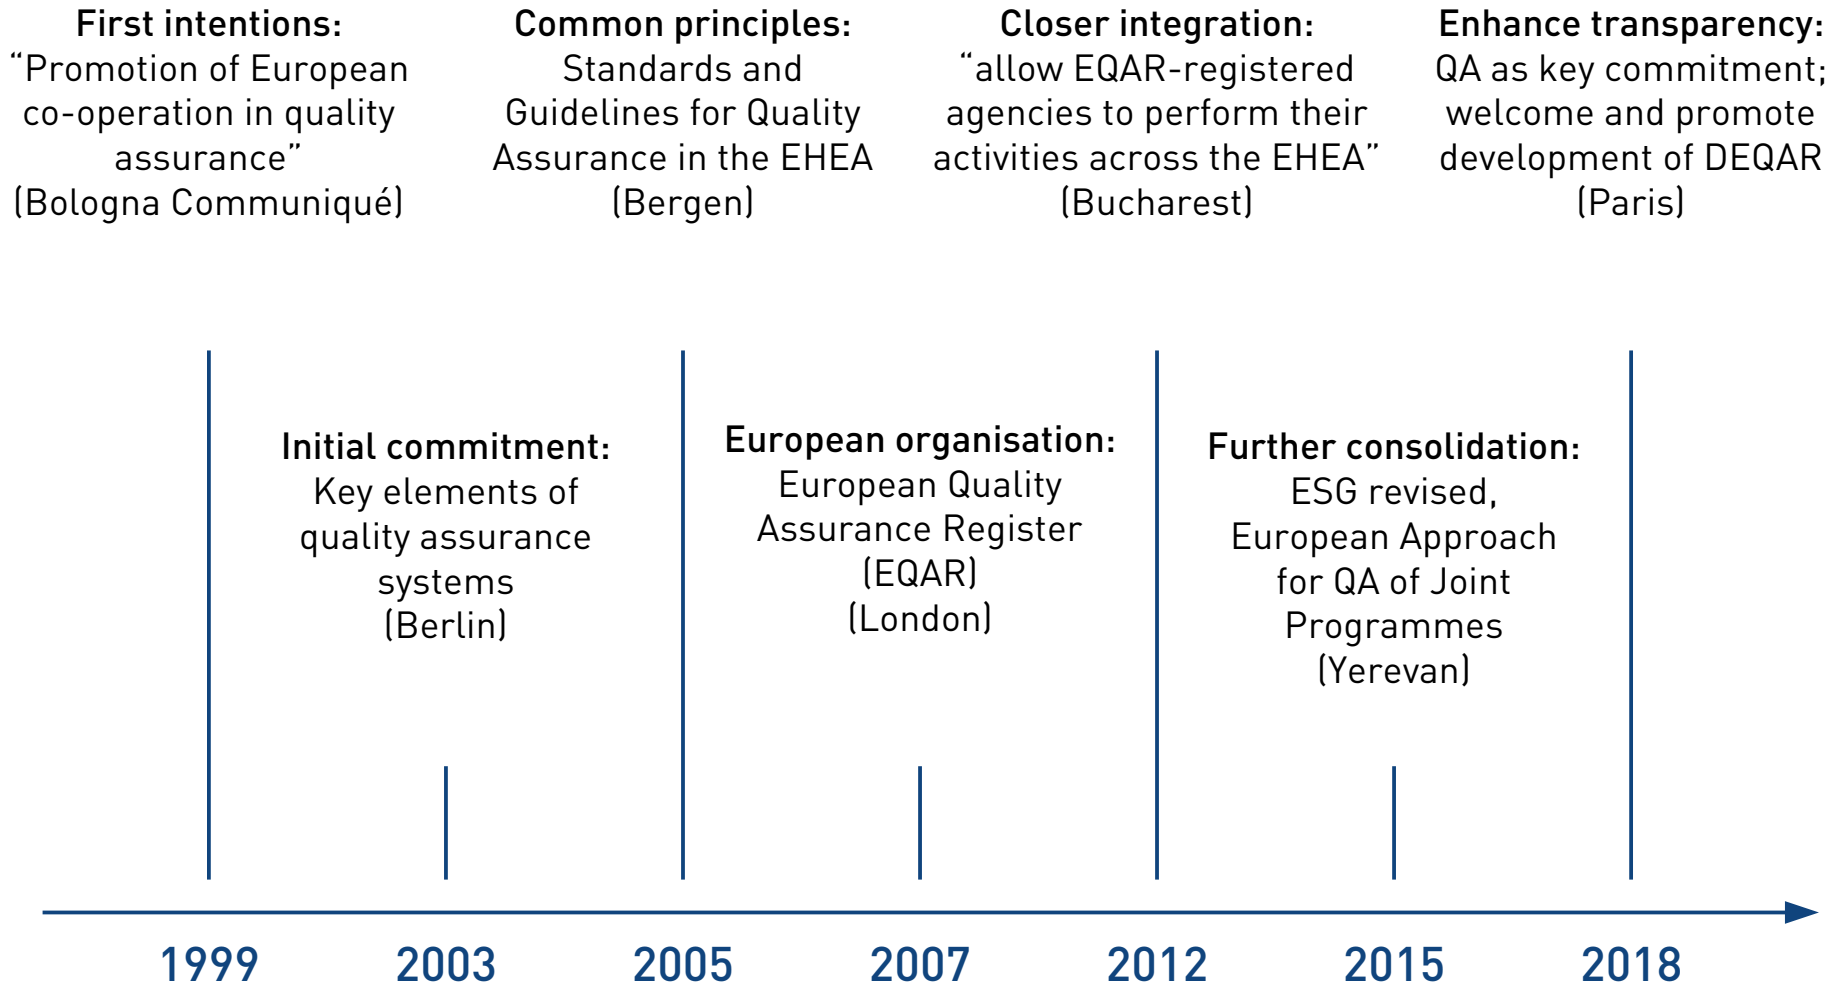 First intentions:
“Promotion of European
co-operation in quality
assurance”
(Bologna Communiqué)
Common principles:
Standards and
Guidelines for Quality
Assurance in the EHEA
(Bergen)
Closer integration:
“allow EQAR-registered
agencies to perform their
activities across the EHEA”
(Bucharest)
Enhance transparency:
QA as key commitment;
welcome and promote
development of DEQAR
(Paris)
Initial commitment:
Key elements of
quality assurance
systems
(Berlin)
European organisation:
European Quality
Assurance Register
(EQAR)
(London)
Further consolidation:
ESG revised,
European Approach
for QA of Joint
Programmes
(Yerevan)
1999
2003
2005
2007
2012
2015
2018